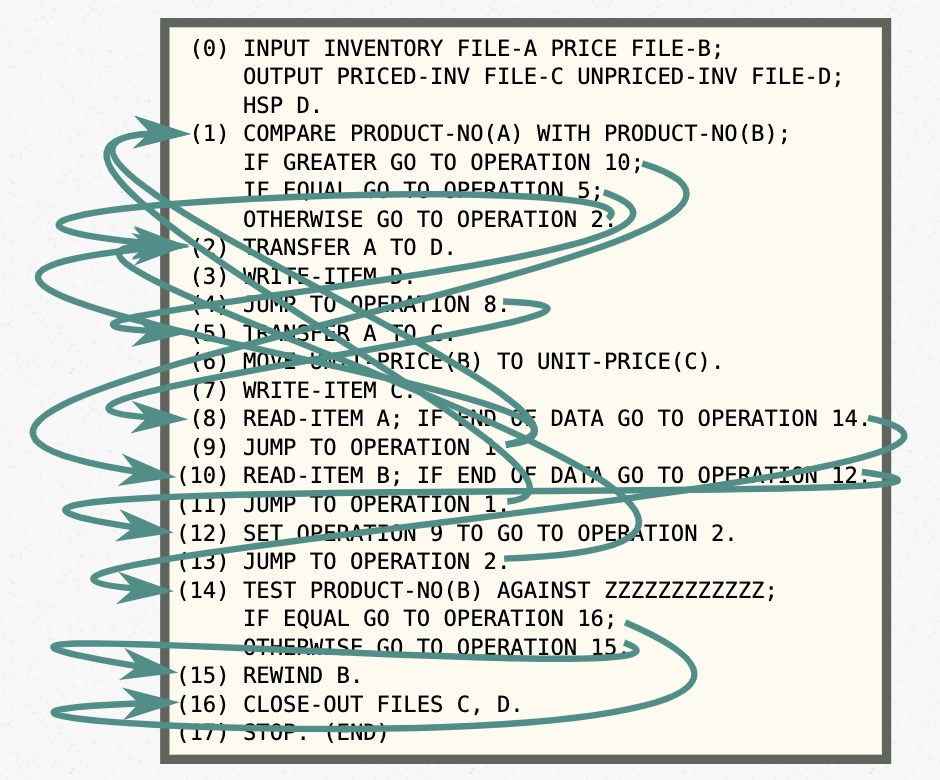 (0) INPUT INVENTORY FILE-A PRICE FILE-B;
OUTPUT PRICED-INV FILE-C UNPRICED-INV FILE-D;
HSP D.
(1) COMPARE PRODUCT-NO(A) WITH PRODUCT-NO(B);
IF GREATER GO TO OPERATION 10;
IF EQUAL GO TO OPERATION 5;
OTHERWISE GO TO OPERATION 2.
(2) TRANSFER A TO D.
(3) WRITE-ITEM D.
(4) JUMP TO OPERATION 8.
(5) TRANSFER A TO C.
(6) MOVE UNIT-PRICE(B) TO UNIT-PRICE(C).
(7) WRITE-ITEM C.
(8) READ-ITEM A; IF END OF DATA GO TO OPERATION 14.
(9) JUMP TO OPERATION 1.
(10) READ-ITEM B; IF END OF DATA GO TO OPERATION 12.
(11) JUMP TO OPERATION 1.
(12) SET OPERATION 9 TO GO TO OPERATION 2.
(13) JUMP TO OPERATION 2.
(14) TEST PRODUCT-NO(B) AGAINST ZZZZZZZZZZZZ;
IF EQUAL GO TO OPERATION 16;
OTHERWISE GO TO OPERATION 15.
(15) REWIND B.
(16) CLOSE-OUT FILES C, D.
(17) STOP. (END)